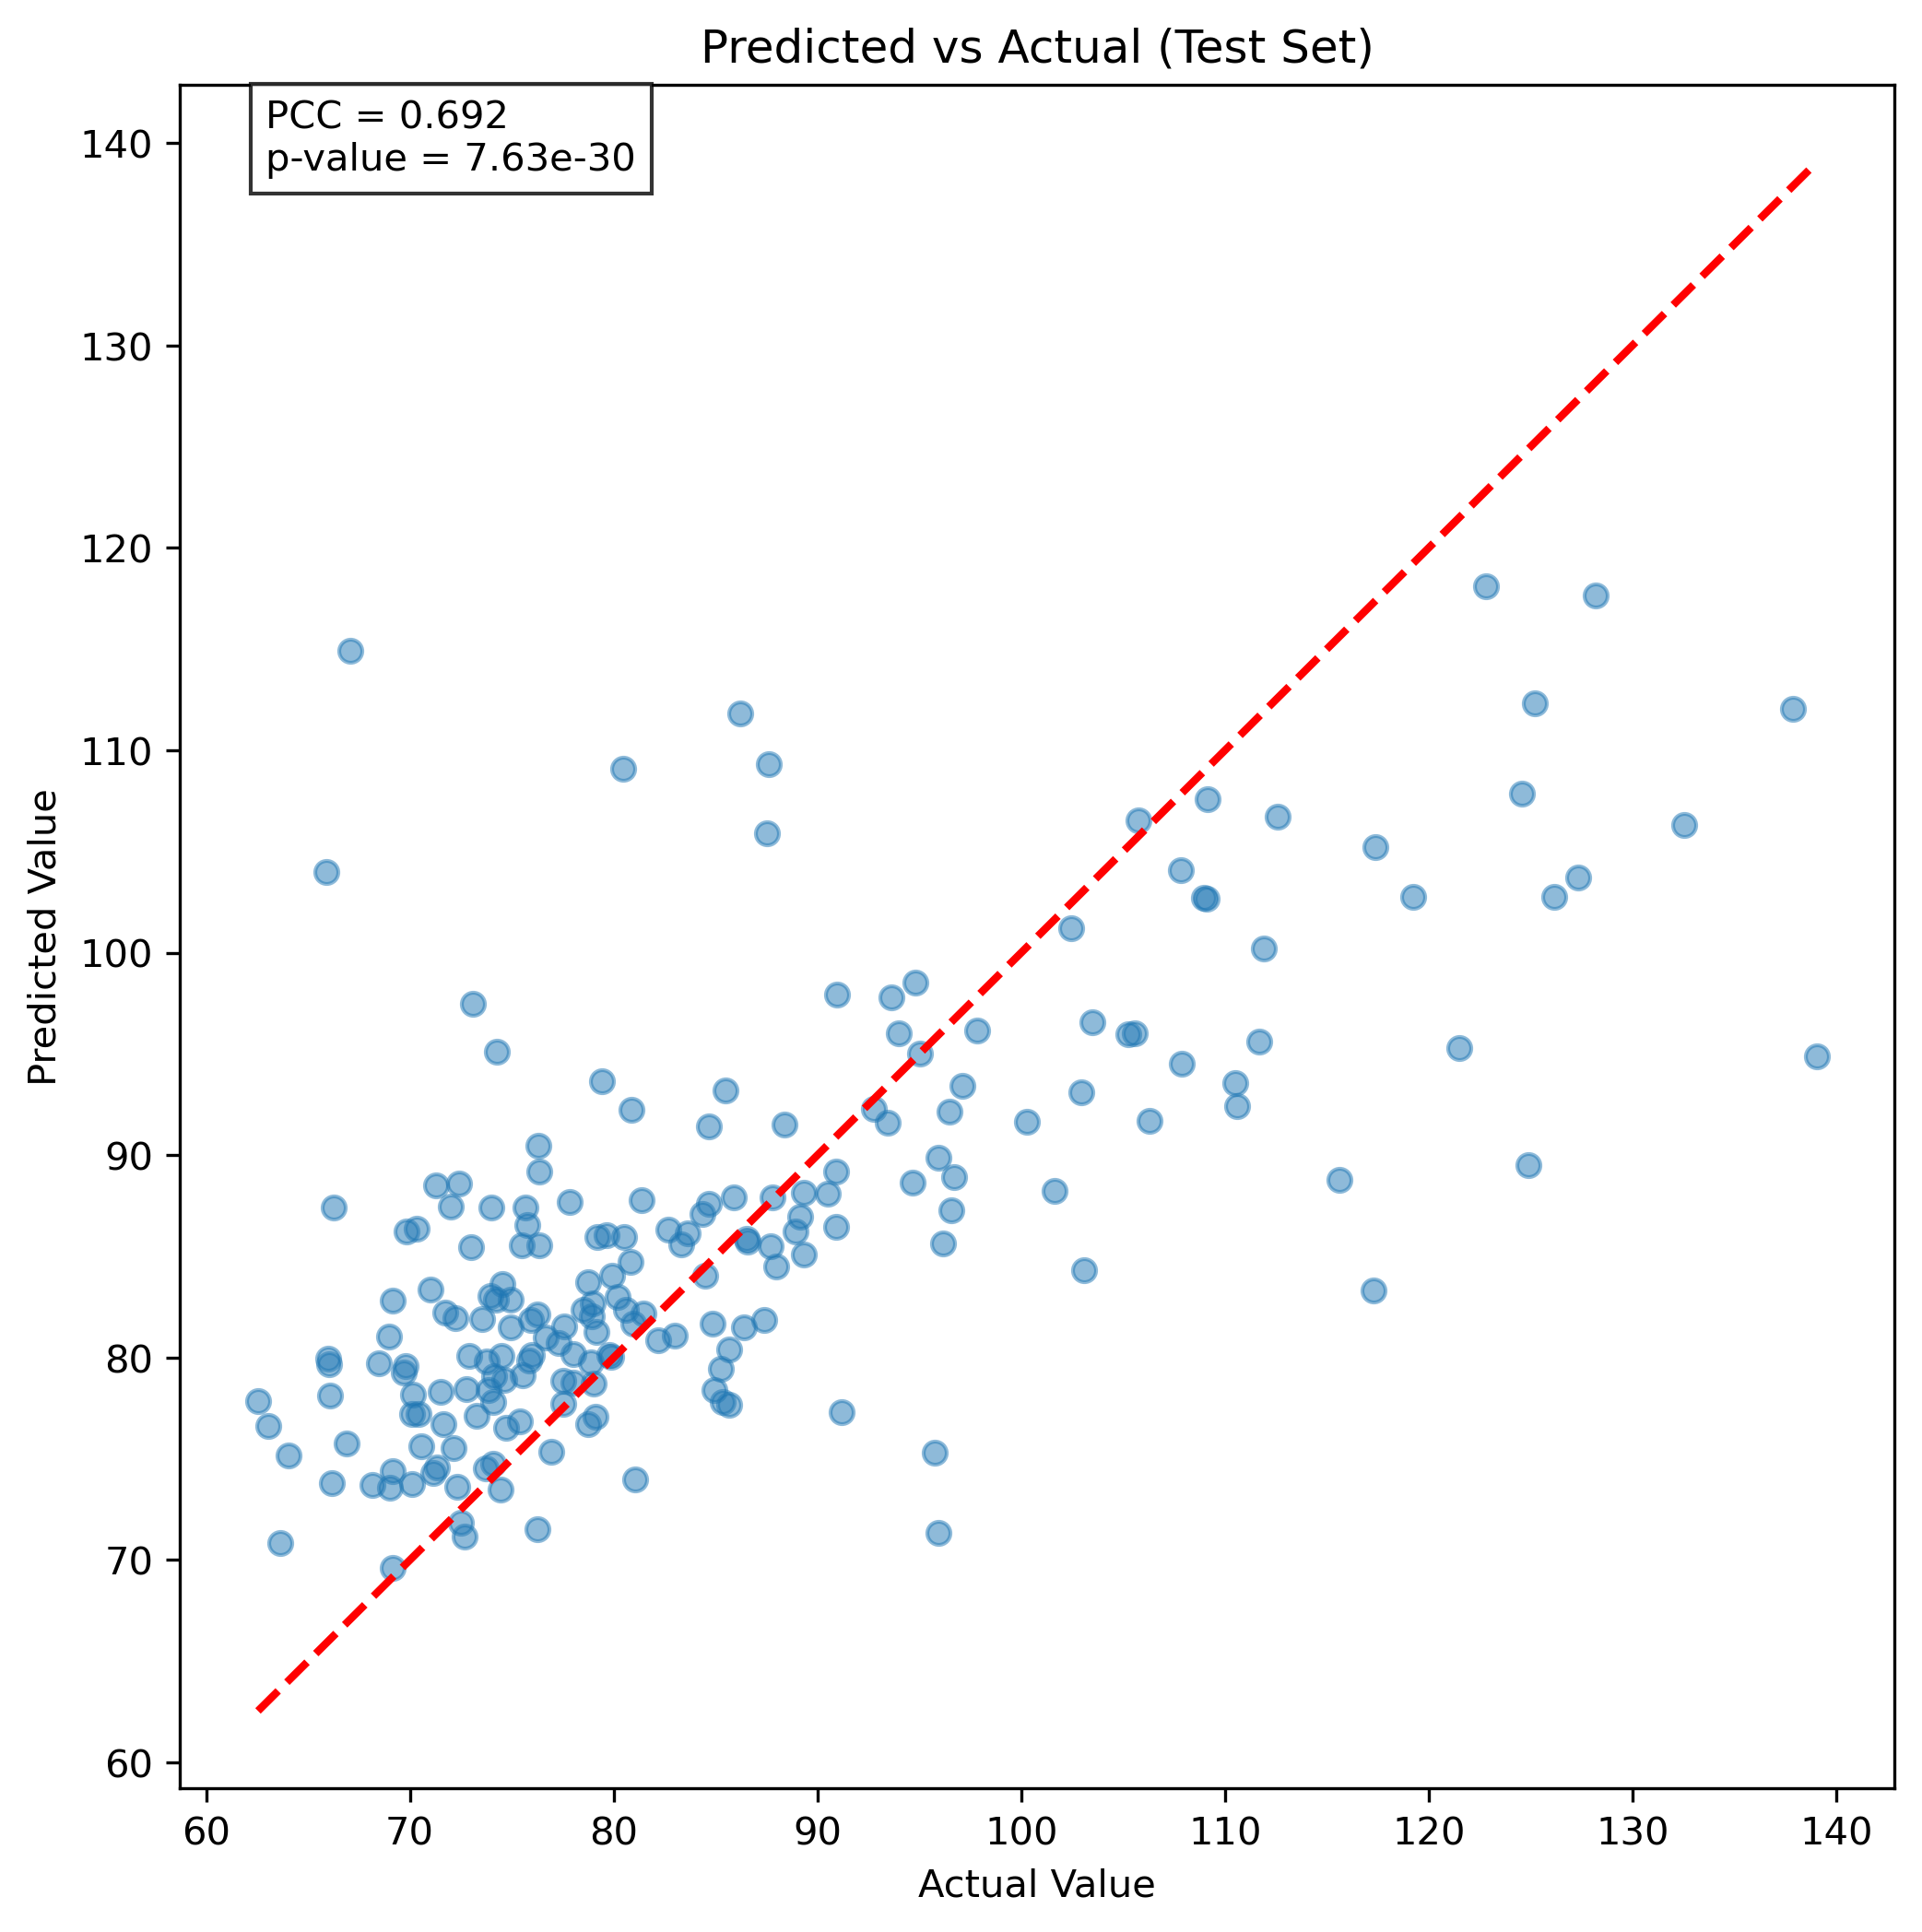 Predicted vs Actual (Test Set)
PCC = 0.692
p-value = 7.63e-30
140
130
120
110
100
90
80
70
60
Predicted Value
60 70 80 90 100 110 120 130 140
Actual Value